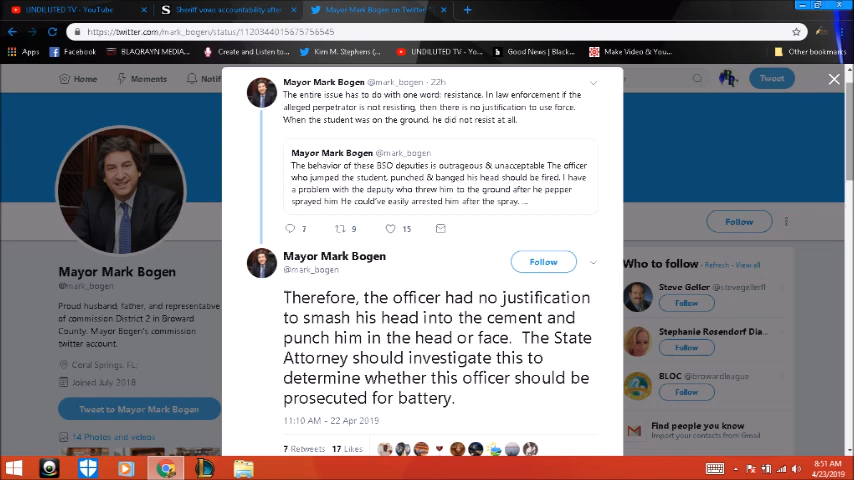 UNDILUTED TV - YouTube
Sheriff vows accountability after
Mayor Mark Bogen on Twitter
https://twitter.com/mark_bogen/status/1120344015675756545
Apps
Facebook
BLAQRAYN MEDIA...
Create and Listen to...
Kim M. Stephens (...
UNDILUTED TV - Yo...
Good News | Black...
Make Video & You...
Other bookmarks
Home
Moments
Notifi
Tweet
Mayor Mark Bogen @mark_bogen · 22h
The entire issue has to do with one word: resistance. In law enforcement if the
alleged perpetrator is not resisting, then there is no justification to use force.
When the student was on the ground, he did not resist at all.
Mayor Mark Bogen @mark_bogen
The behavior of these BSO deputies is outrageous & unacceptable The officer
who jumped the student, punched & banged his head should be fired. I have
a problem with the deputy who threw him to the ground after he pepper
sprayed him He could've easily arrested him after the spray. ...
7
9
15
Mayor Mark Bogen
@mark_bogen
Follow
Therefore, the officer had no justification
to smash his head into the cement and
punch him in the head or face. The State
Attorney should investigate this to
determine whether this officer should be
prosecuted for battery.
11:10 AM - 22 Apr 2019
7 Retweets 17 Likes
Mayor Mark Bogen
@mark_bogen
Proud husband, father, and representative
of commission District 2 in Broward
County. Mayor Bogen's commission
twitter account.
Coral Springs, FL
Joined July 2018
Tweet to Mayor Mark Bogen
14 Photos and videos
Follow
Who to follow · Refresh · View all
Steve Geller @stevegellerfl
Follow
Stephanie Rosendorf Dia...
Follow
BLOC @browardleague
Follow
Find people you know
Import your contacts from Gmail
8:51 AM
4/23/2019